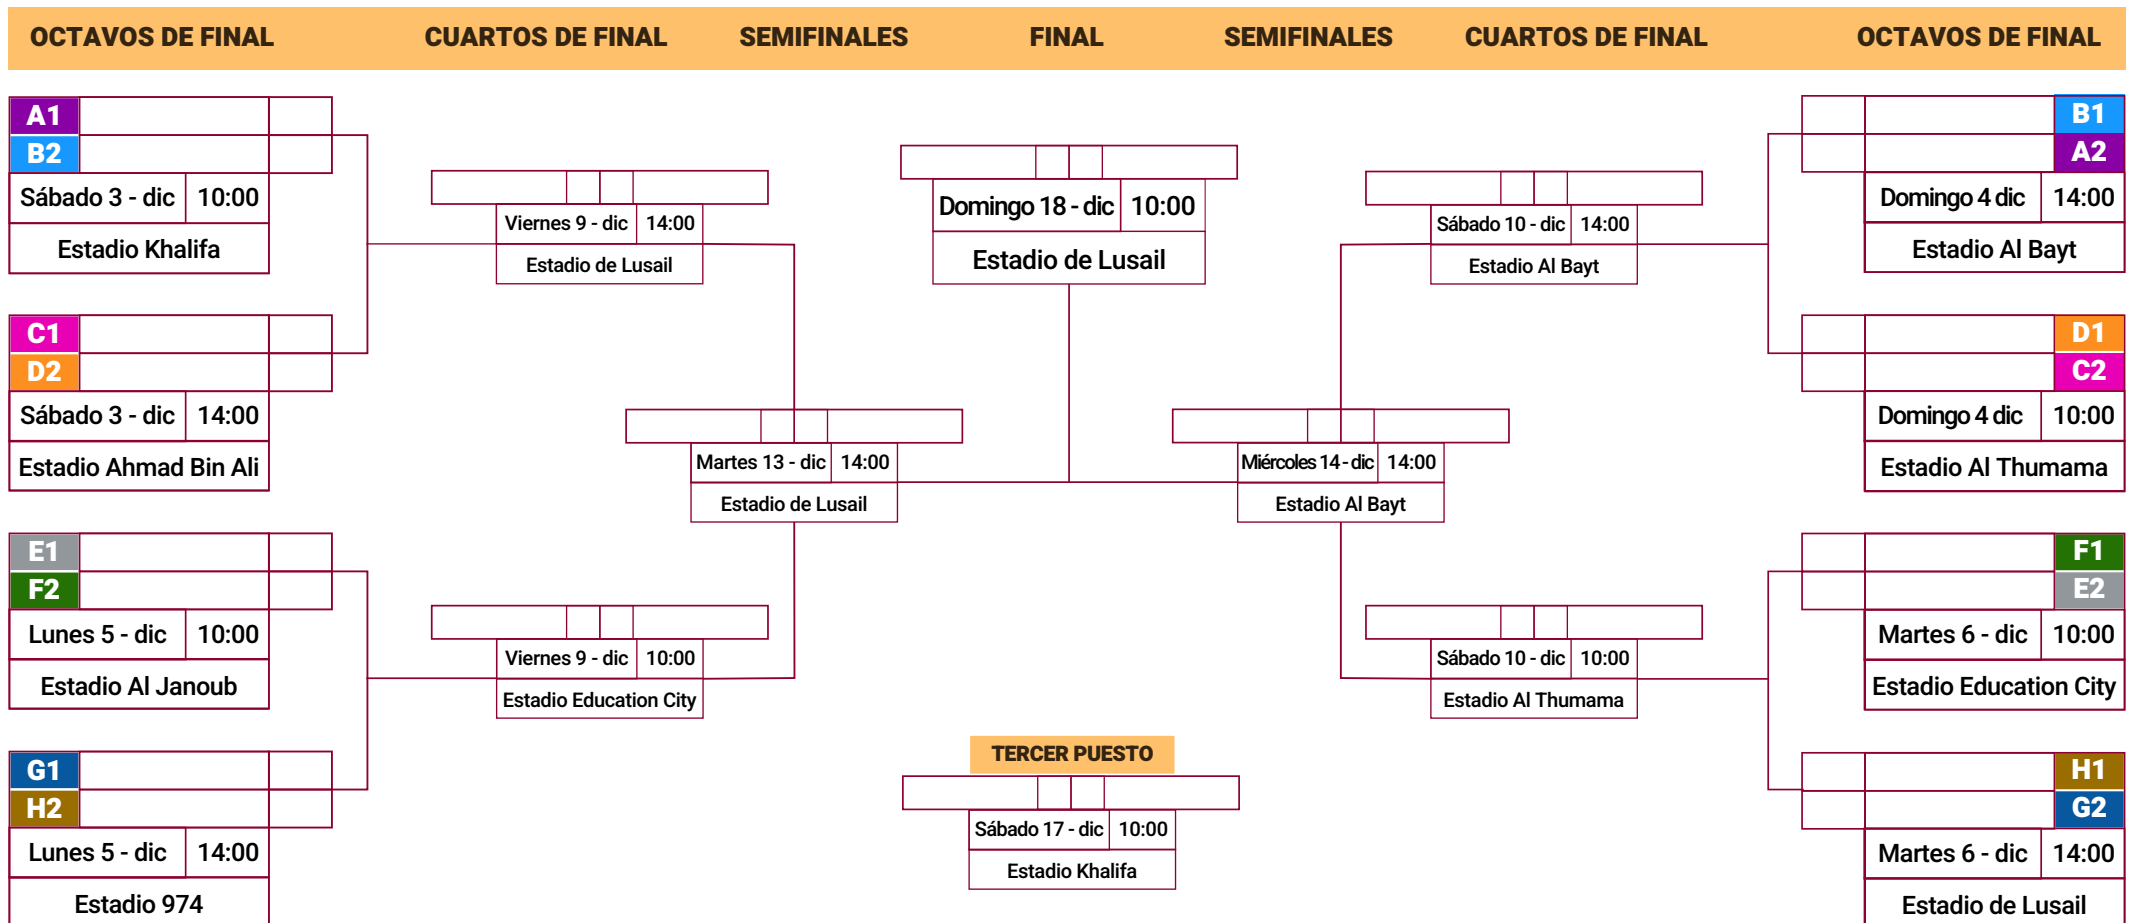 OCTAVOS DE FINAL
CUARTOS DE FINAL
SEMIFINALES
FINAL
SEMIFINALES
CUARTOS DE FINAL
OCTAVOS DE FINAL
A1
B2
Sábado 3 - dic 10:00
Estadio Khalifa
C1
D2
Sábado 3 - dic 14:00
Estadio Ahmad Bin Ali
E1
F2
Lunes 5 - dic 10:00
Estadio Al Janoub
G1
H2
Lunes 5 - dic 14:00
Estadio 974
Viernes 9 - dic 14:00
Estadio de Lusail
Viernes 9 - dic 10:00
Estadio Education City
Martes 13 - dic 14:00
Estadio de Lusail
Domingo 18 - dic 10:00
Estadio de Lusail
TERCER PUESTO
Sábado 17 - dic 10:00
Estadio Khalifa
Miércoles 14 - dic 14:00
Estadio Al Bayt
Sábado 10 - dic 14:00
Estadio Al Bayt
Sábado 10 - dic 10:00
Estadio Al Thumama
B1
A2
Domingo 4 dic 14:00
Estadio Al Bayt
D1
C2
Domingo 4 dic 10:00
Estadio Al Thumama
F1
E2
Martes 6 - dic 10:00
Estadio Education City
H1
G2
Martes 6 - dic 14:00
Estadio de Lusail